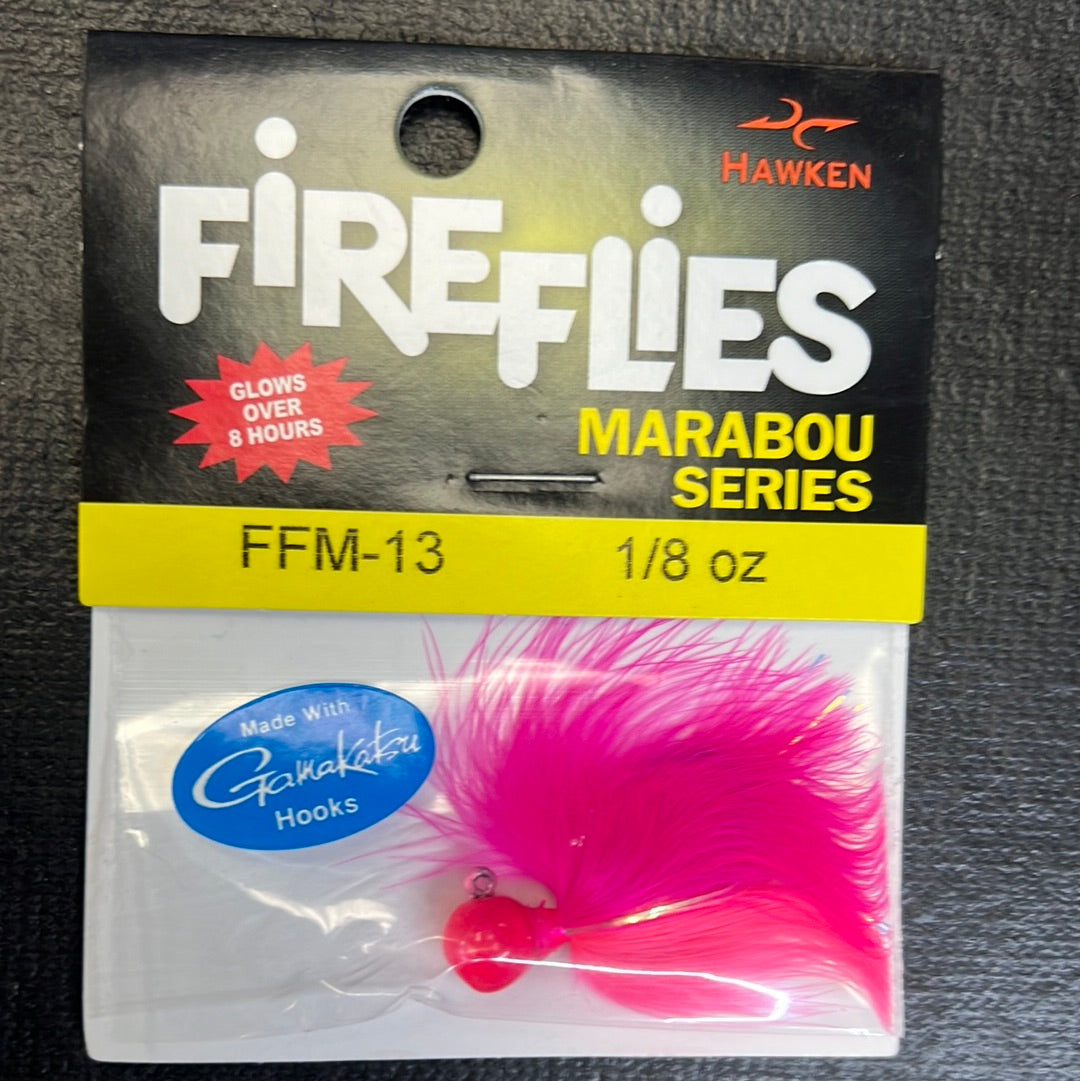 HAWKEN
FiREFLiES
GLOWS
OVER
8 HOURS
MARABOU
SERIES
FFM-13 1/8 oz
Made With
Gamakatsu
Hooks